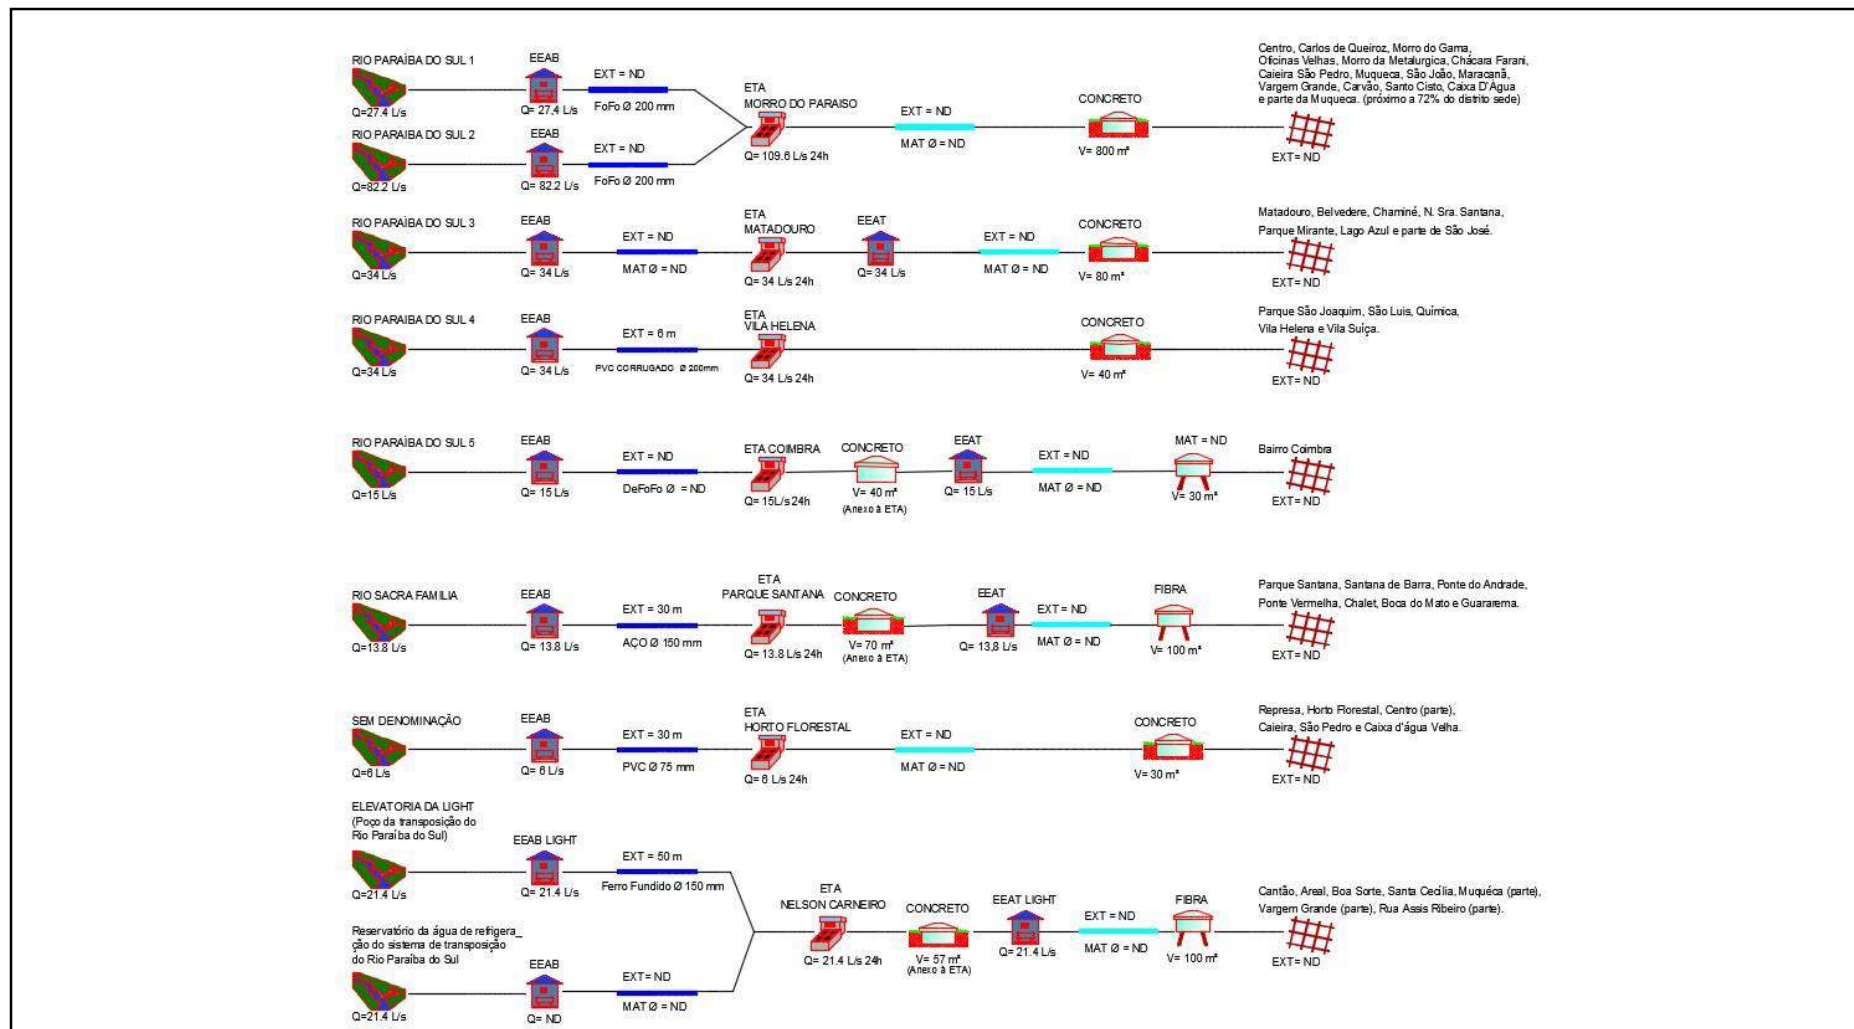 RIO PARAÍBA DO SUL 1
Q=27.4 L/s
EEAB
Q= 27,4 L/s
EXT = ND
FoFo Ø 200 mm
RIO PARAIBA DO SUL 2
Q=82.2 L/s
EEAB
Q= 82.2 L/s
EXT = ND
FoFo Ø 200 mm
ETA
MORRO DO PARAISO
Q= 109.6 L/s 24h
EXT = ND
MAT Ø = ND
CONCRETO
V= 800 m³
Centro, Carlos de Queiroz, Morro do Gama,
Oficinas Velhas, Morro da Metalurgica, Chácara Farani,
Caieira São Pedro, Muqueca, São João, Maracanã,
Vargem Grande, Carvão, Santo Cisto, Caixa D'Água
e parte da Muqueca. (próximo a 72% do distrito sede)
EXT= ND
RIO PARAÍBA DO SUL 3
Q=34 L/s
EEAB
Q= 34 L/s
EXT = ND
MAT Ø = ND
ETA
MATADOURO
Q= 34 L/s 24h
EEAT
Q= 34 L/s
EXT = ND
MAT Ø = ND
CONCRETO
V= 80 m³
Matadouro, Belvedere, Chaminé, N. Sra. Santana,
Parque Mirante, Lago Azul e parte de São José.
EXT= ND
RIO PARAIBA DO SUL 4
Q=34 L/s
EEAB
Q= 34 L/s
EXT = 6 m
PVC CORRUGADO Ø 200mm
ETA
VILA HELENA
Q= 34 L/s 24h
CONCRETO
V= 40 m³
Parque São Joaquim, São Luis, Química,
Vila Helena e Vila Suíça.
EXT= ND
RIO PARAÍBA DO SUL 5
Q=15 L/s
EEAB
Q= 15 L/s
EXT = ND
DeFoFo Ø = ND
ETA COIMBRA
Q= 15L/s 24h
CONCRETO
V= 40 m³
(Anexo à ETA)
EEAT
Q= 15 L/s
EXT = ND
MAT Ø = ND
MAT = ND
V= 30 m³
Bairro Coimbra
EXT= ND
RIO SACRA FAMILIA
Q=13.8 L/s
EEAB
Q= 13.8 L/s
EXT = 30 m
AÇO Ø 150 mm
ETA
PARQUE SANTANA
Q= 13.8 L/s 24h
CONCRETO
V= 70 m³
(Anexo à ETA)
EEAT
Q= 13,8 L/s
EXT = ND
MAT Ø = ND
FIBRA
V= 100 m³
Parque Santana, Santana de Barra, Ponte do Andrade,
Ponte Vermelha, Chalet, Boca do Mato e Guararema.
EXT= ND
SEM DENOMINAÇÃO
Q=6 L/s
EEAB
Q= 6 L/s
EXT = 30 m
PVC Ø 75 mm
ETA
HORTO FLORESTAL
Q= 6 L/s 24h
EXT = ND
MAT Ø = ND
CONCRETO
V= 30 m³
Represa, Horto Florestal, Centro (parte),
Caieira, São Pedro e Caixa d'água Velha.
EXT= ND
ELEVATORIA DA LIGHT
(Poço da transposição do
Rio Paraíba do Sul)
Q=21.4 L/s
EEAB LIGHT
Q= 21.4 L/s
EXT = 50 m
Ferro Fundido Ø 150 mm
Reservatório da água de refrigera_
ção do sistema de transposição
do Rio Paraíba do Sul
Q=21.4 L/s
EEAB
Q= ND
EXT= ND
MAT Ø = ND
ETA
NELSON CARNEIRO
Q= 21.4 L/s 24h
CONCRETO
V= 57 m³
(Anexo à ETA)
EEAT LIGHT
Q= 21.4 L/s
EXT = ND
MAT Ø = ND
FIBRA
V= 100 m³
Cantão, Areal, Boa Sorte, Santa Cecília, Muquéca (parte),
Vargem Grande (parte), Rua Assis Ribeiro (parte).
EXT= ND